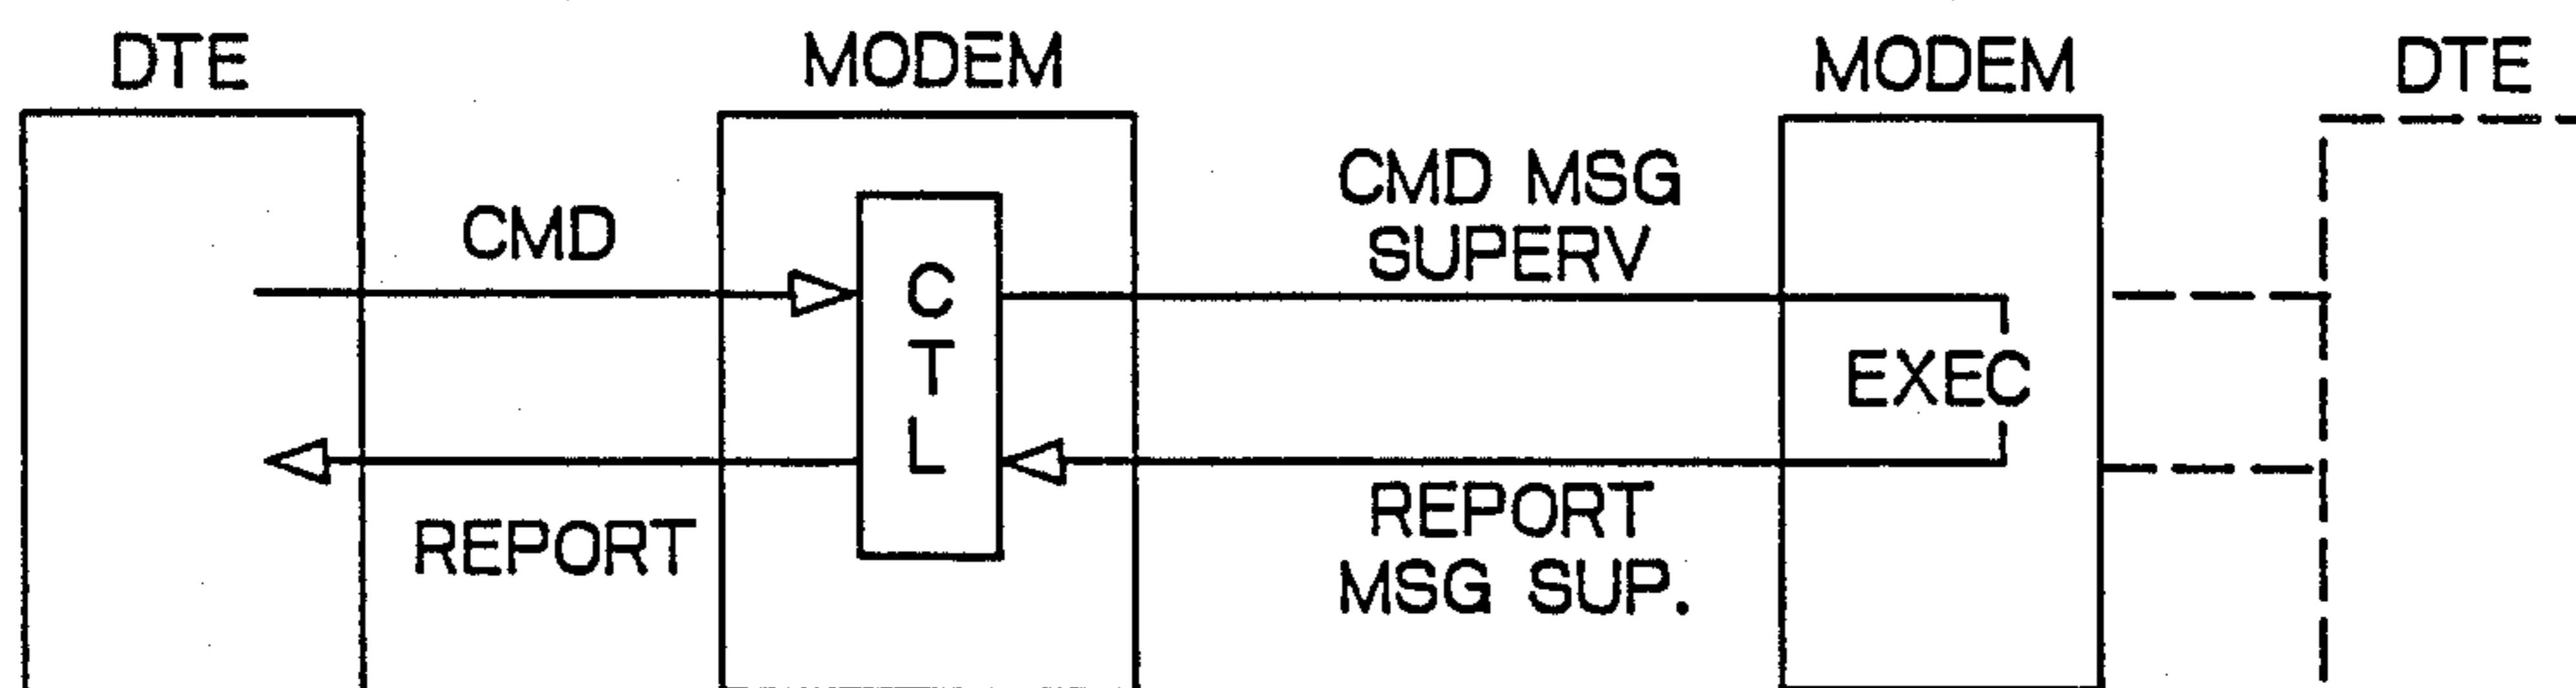 DTE
MODEM
MODEM
DTE
CMD MSG
SUPERV
CMD
C
T
L
EXEC
REPORT
MSG SUP.
REPORT